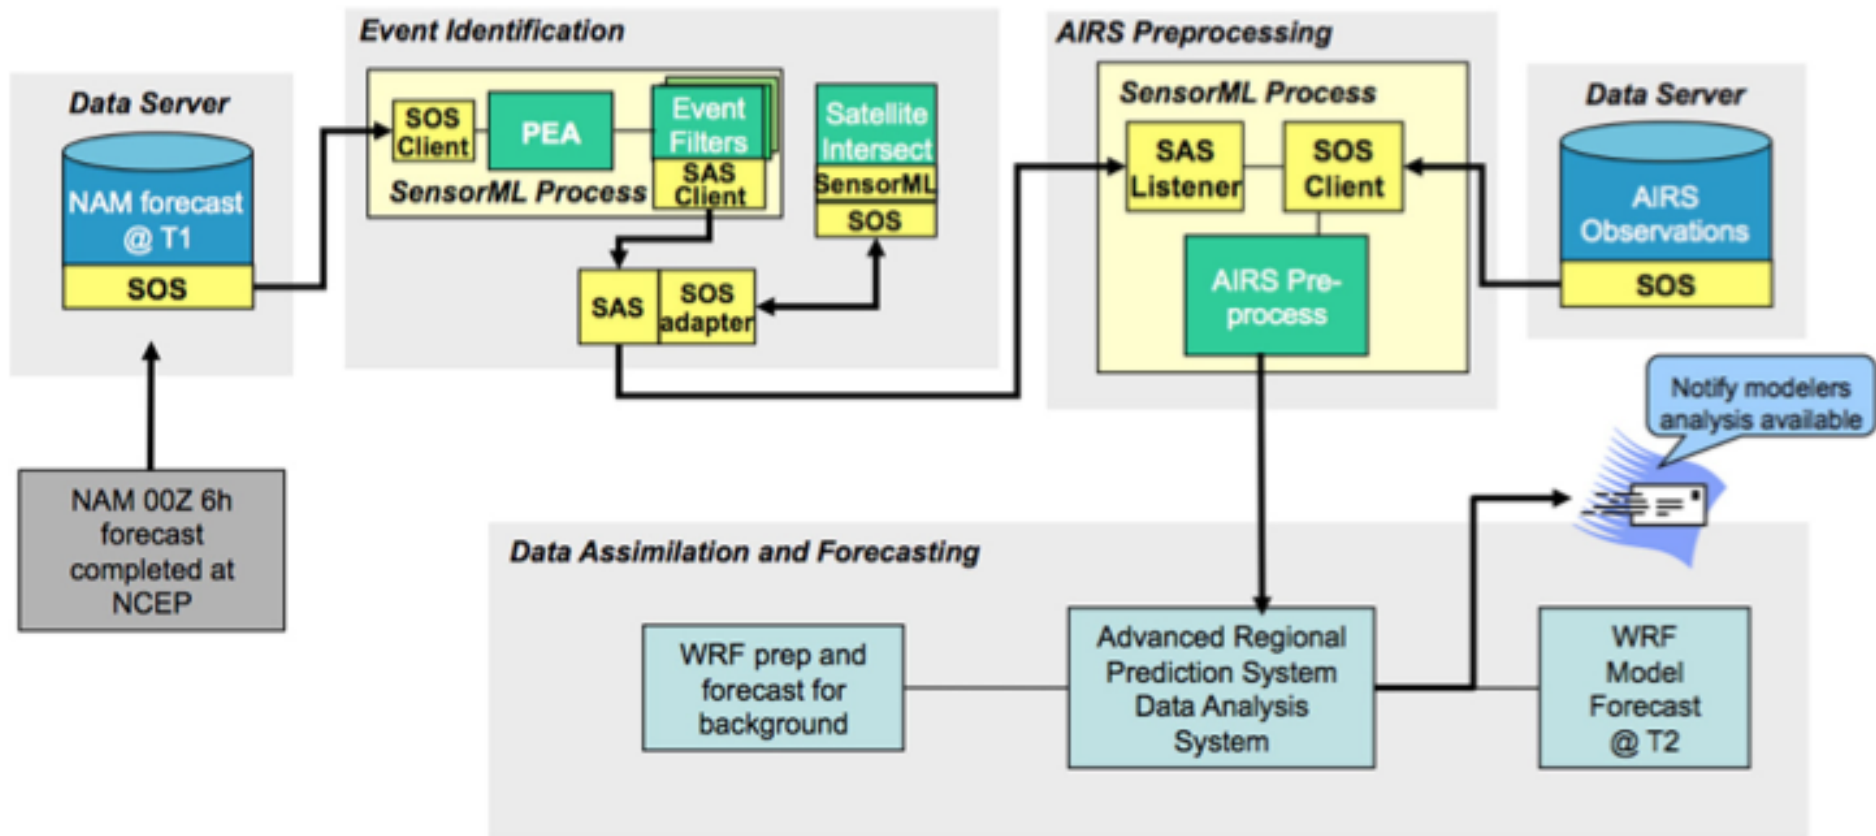 Event Identification
AIRS Preprocessing
Data Server
NAM forecast
@ T1
SOS
SOS
Client
PEA
Event
Filters
SAS
Client
SensorML Process
Satellite
Intersect
SensorML
SOS
SAS
SOS
adapter
SensorML Process
SAS
Listener
SOS
Client
AIRS Pre-
process
Data Server
AIRS
Observations
SOS
Notify modelers
analysis available
NAM 00Z 6h
forecast
completed at
NCEP
Data Assimilation and Forecasting
WRF prep and
forecast for
background
Advanced Regional
Prediction System
Data Analysis
System
WRF
Model
Forecast
@ T2